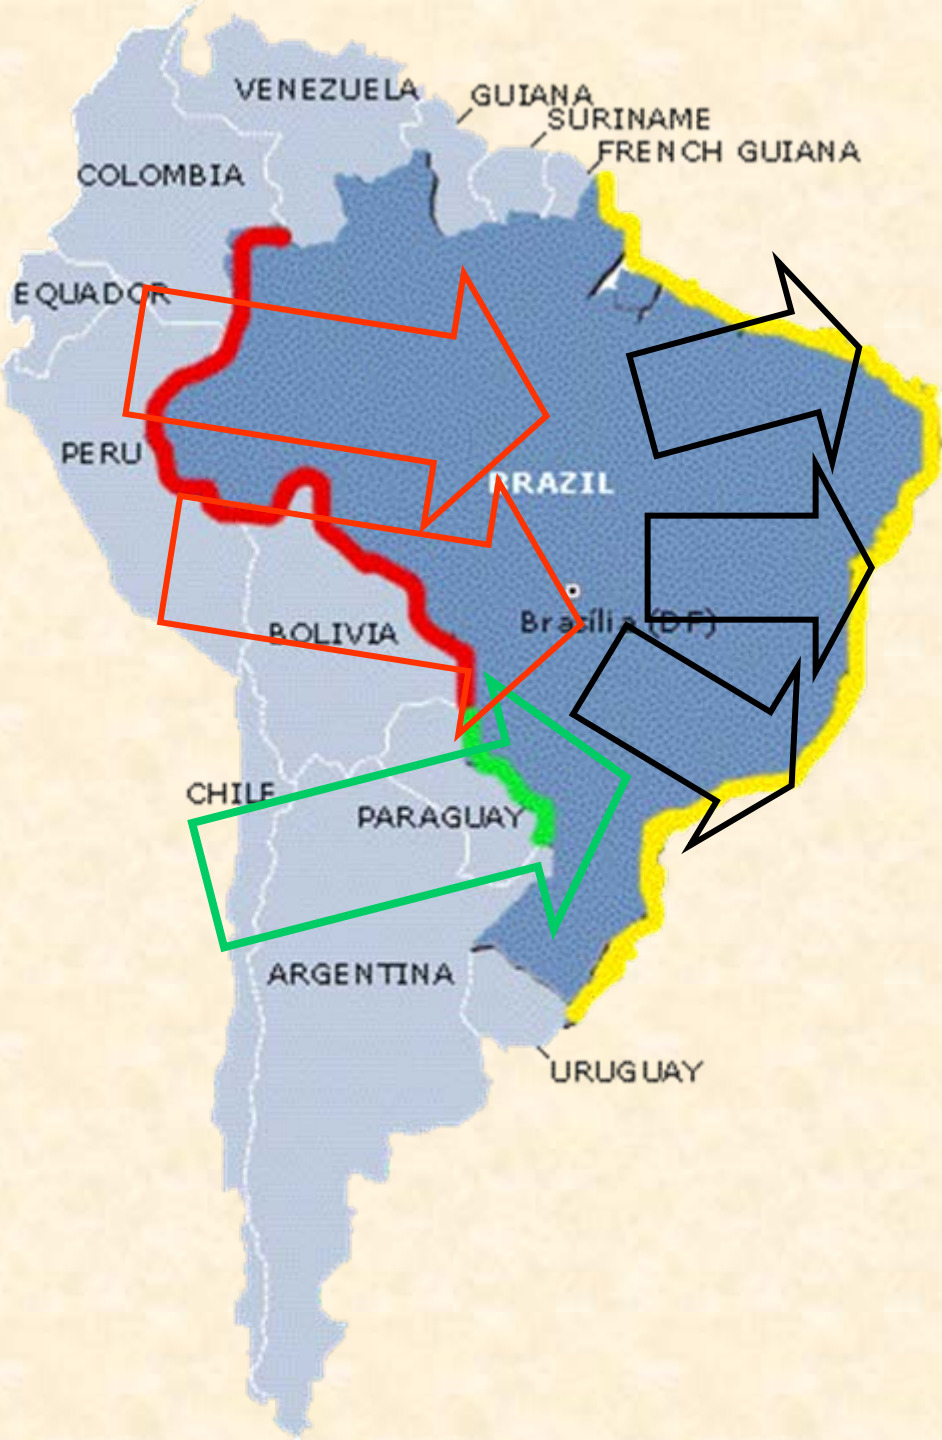 VENEZUELA
GUIANA
SURINAME
FRENCH GUIANA
COLOMBIA
EQUADOR
PERU
BRAZIL
Brasília (DF)
BOLIVIA
CHILE
PARAGUAY
ARGENTINA
URUGUAY